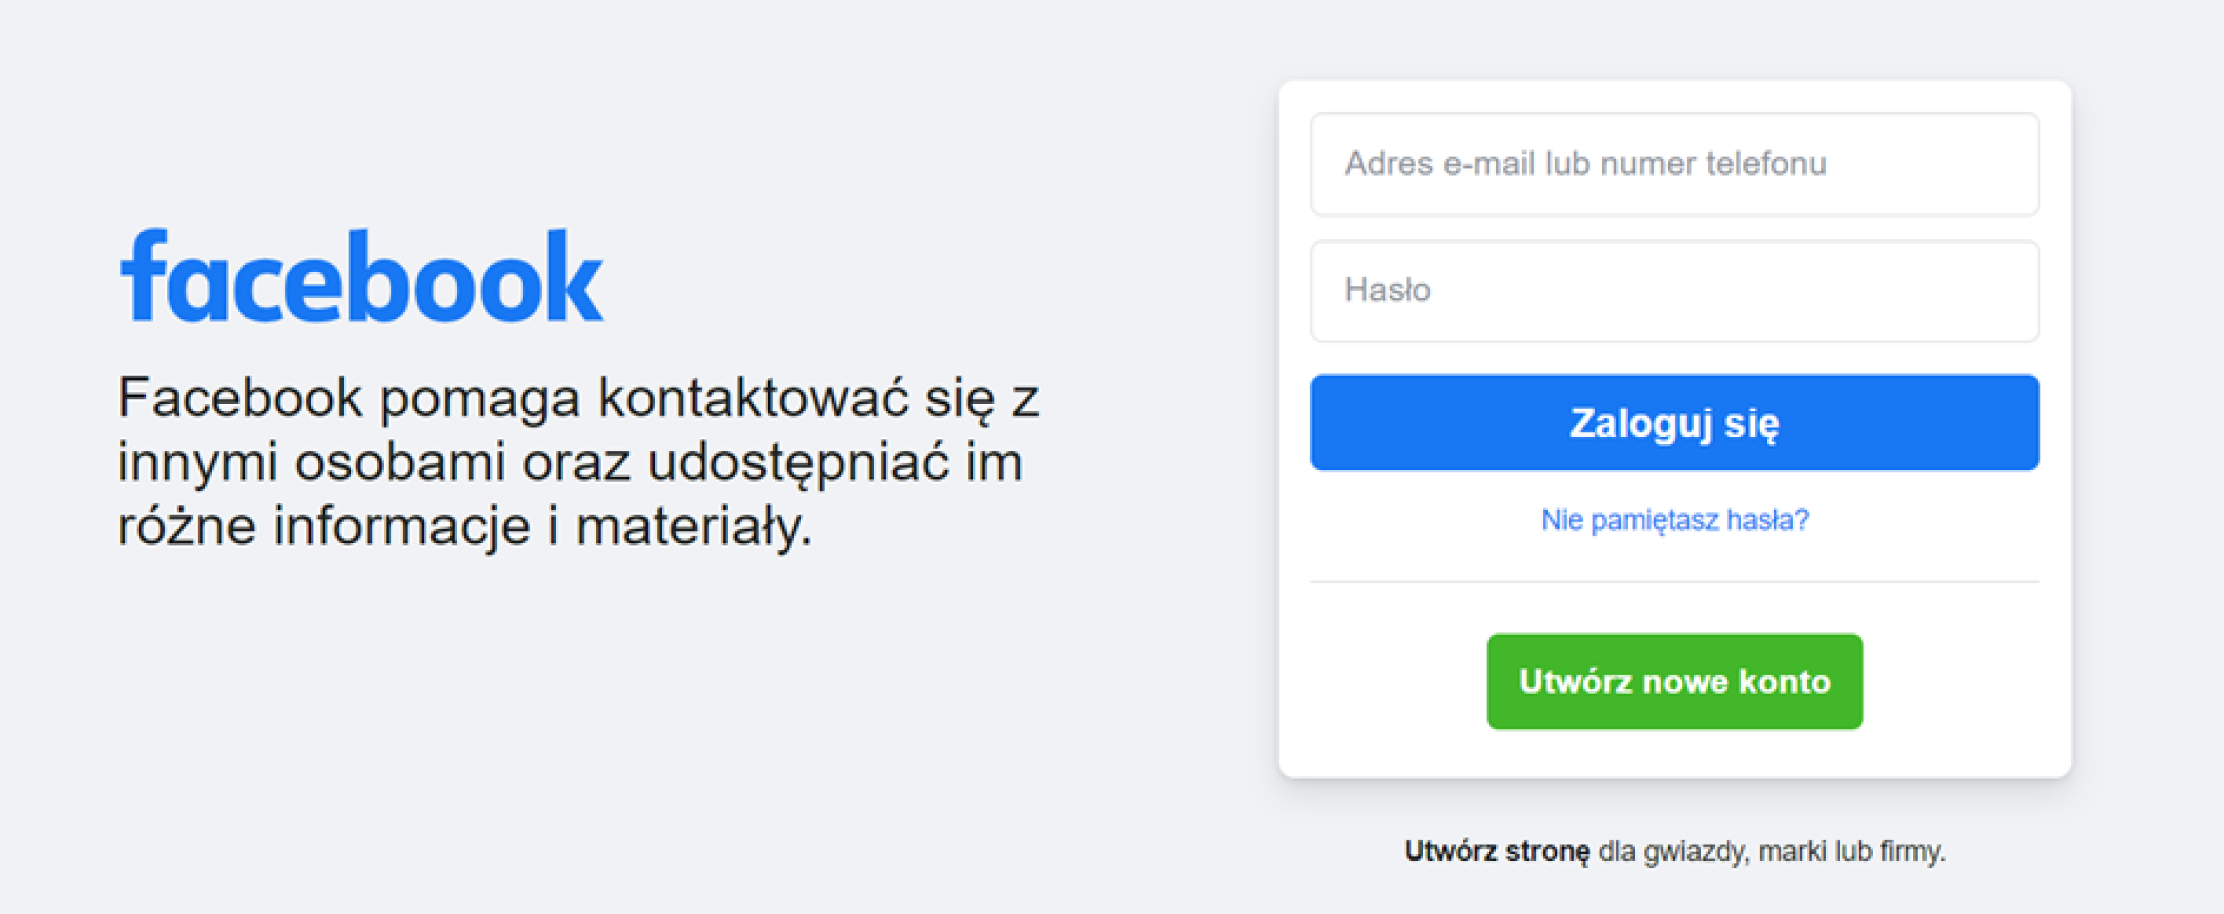 facebook
Facebook pomaga kontaktować się z
innymi osobami oraz udostępniać im
różne informacje i materiały.
Adres e-mail lub numer telefonu
Hasło
Zaloguj się
Nie pamiętasz hasła?
Utwórz nowe konto
Utwórz stronę dla gwiazdy, marki lub firmy.